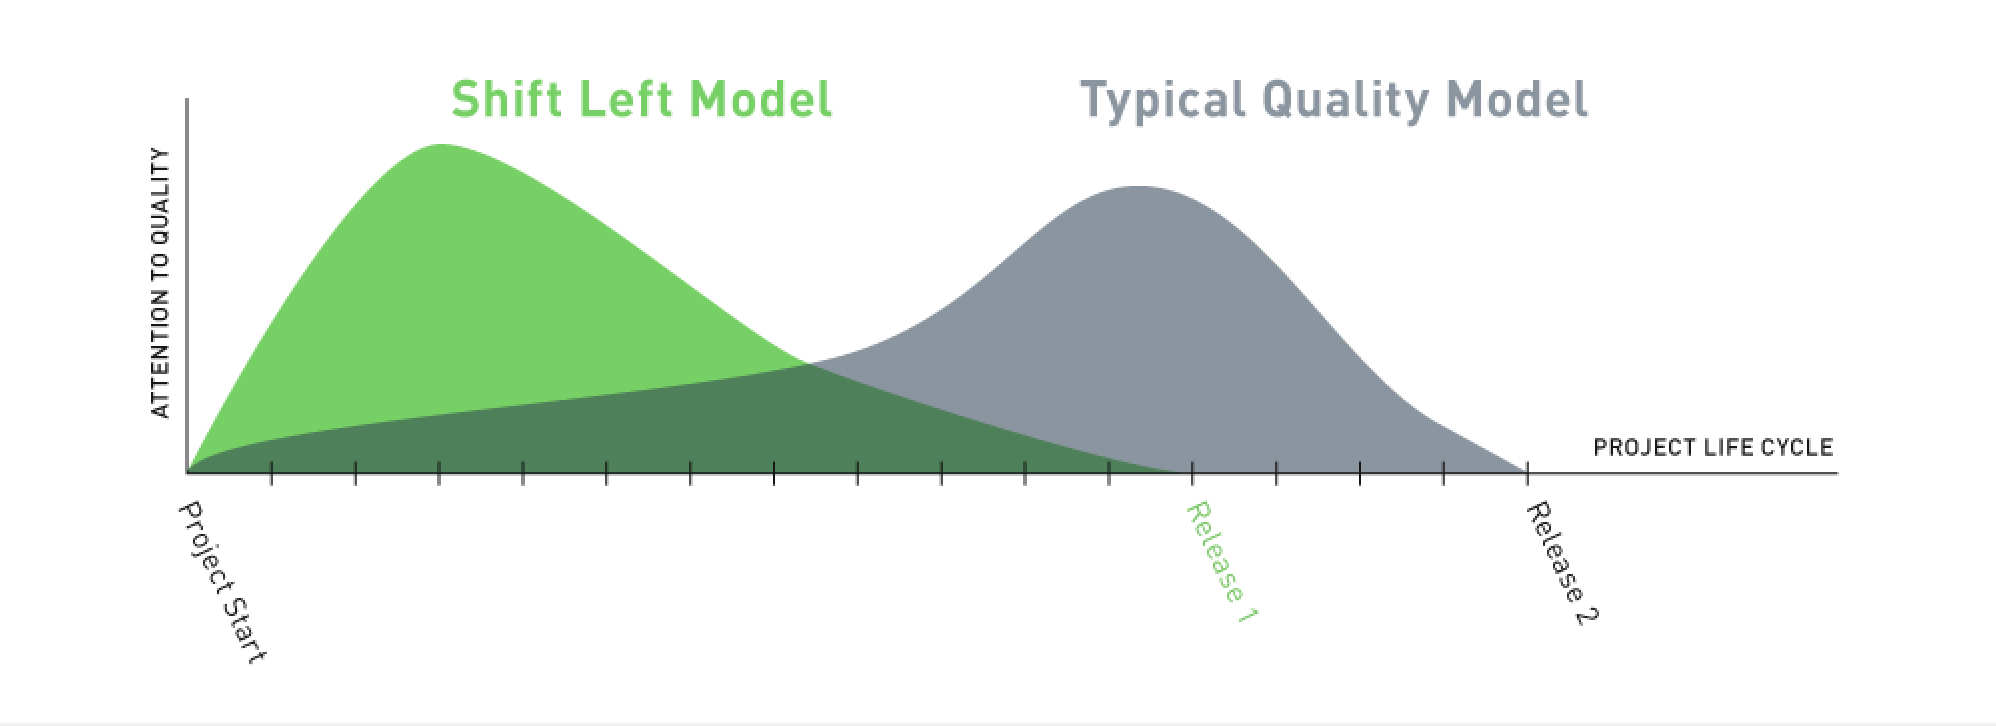 Shift Left Model
Typical Quality Model
ATTENTION TO QUALITY
PROJECT LIFE CYCLE
Project Start
Release 1
Release 2